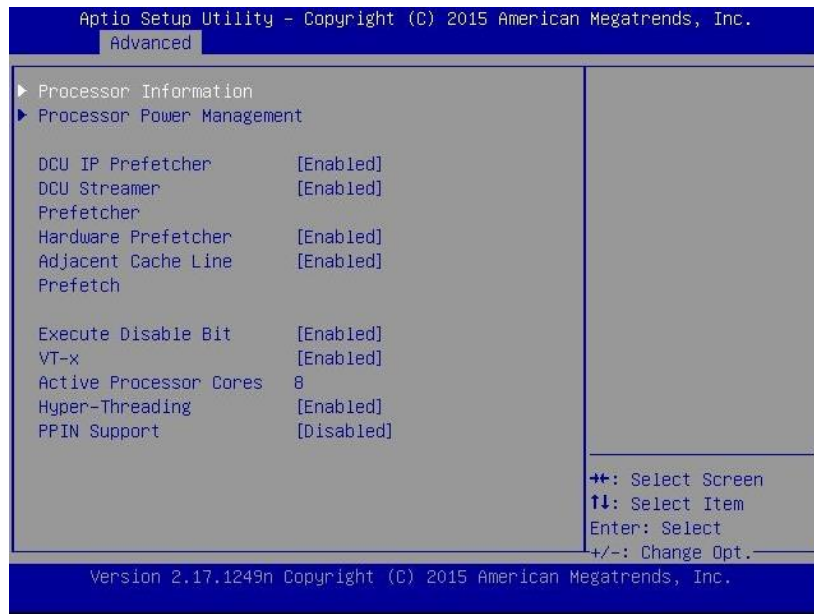 Aptio Setup Utility – Copyright (C) 2015 American Megatrends, Inc.
Advanced
Processor Information
Processor Power Management
DCU IP Prefetcher [Enabled]
DCU Streamer [Enabled]
Prefetcher
Hardware Prefetcher [Enabled]
Adjacent Cache Line [Enabled]
Prefetch
Execute Disable Bit [Enabled]
VT-x [Enabled]
Active Processor Cores 8
Hyper-Threading [Enabled]
PPIN Support [Disabled]
→←: Select Screen
↑↓: Select Item
Enter: Select
+/-: Change Opt.
Version 2.17.1249n Copyright (C) 2015 American Megatrends, Inc.